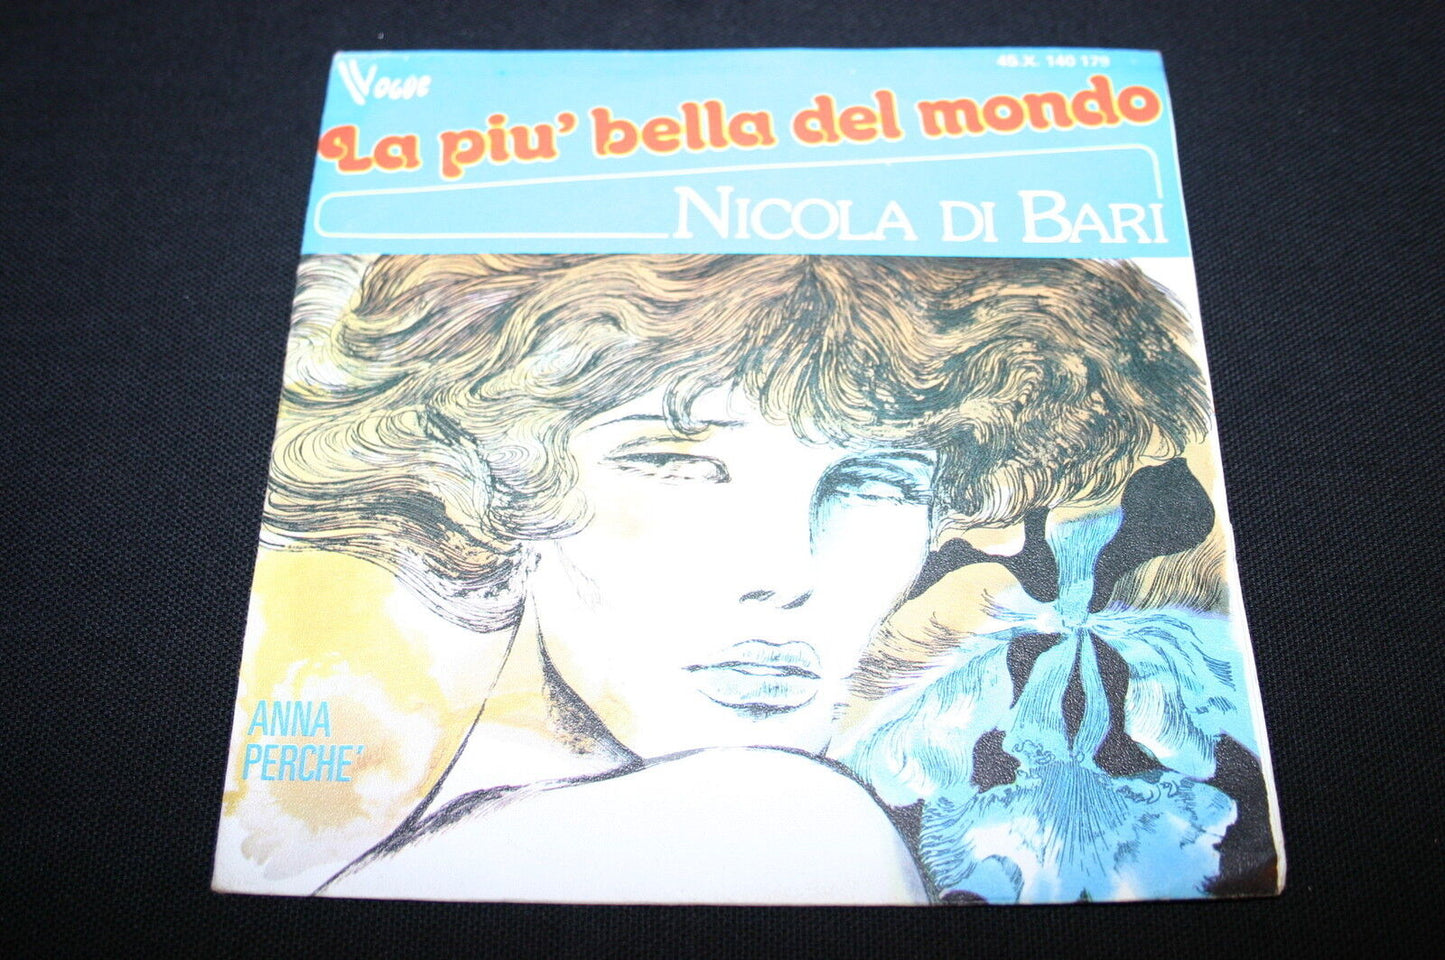 Vogue
45.X. 140 179
La piu' bella del mondo
NICOLA DI BARI
ANNA
PERCHE'